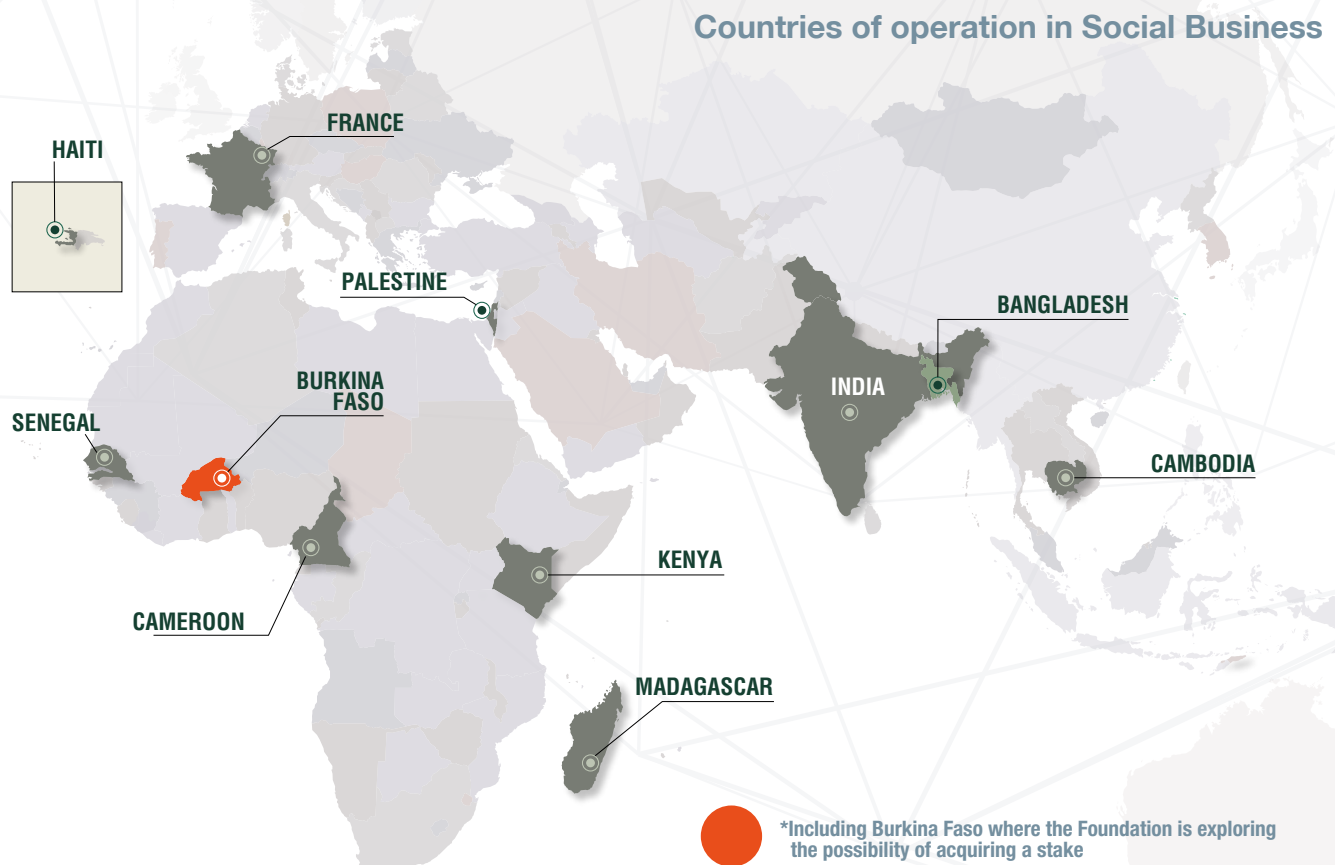 Countries of operation in Social Business
FRANCE
HAITI
PALESTINE
BANGLADESH
BURKINA
FASO
INDIA
SENEGAL
CAMBODIA
KENYA
CAMEROON
MADAGASCAR
*Including Burkina Faso where the Foundation is exploring
the possibility of acquiring a stake